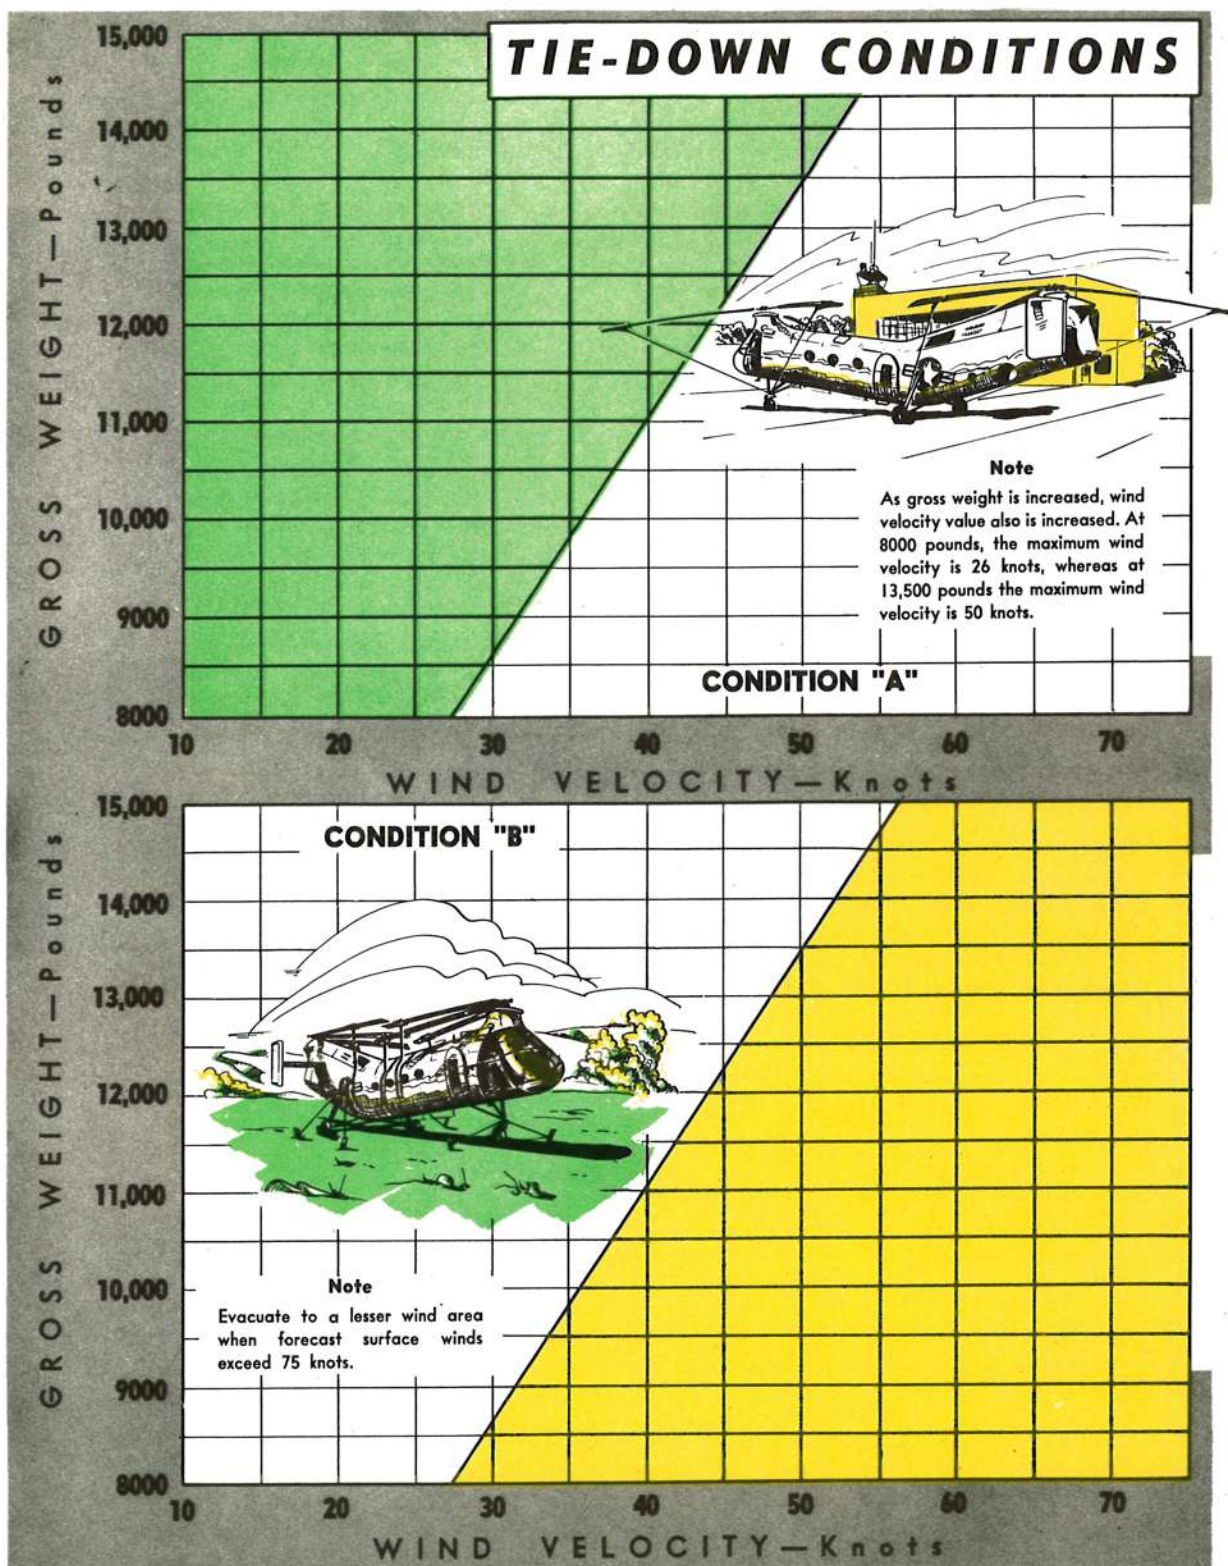 TIE-DOWN CONDITIONS
GROSS WEIGHT—Pounds
15,000
14,000
13,000
12,000
11,000
10,000
9000
8000
Note
As gross weight is increased, wind
velocity value also is increased. At
8000 pounds, the maximum wind
velocity is 26 knots, whereas at
13,500 pounds the maximum wind
velocity is 50 knots.
CONDITION "A"
10 20 30 40 50 60 70
WIND VELOCITY—Knots
GROSS WEIGHT—Pounds
15,000
14,000
13,000
12,000
11,000
10,000
9000
8000
CONDITION "B"
Note
Evacuate to a lesser wind area
when forecast surface winds
exceed 75 knots.
10 20 30 40 50 60 70
WIND VELOCITY—Knots